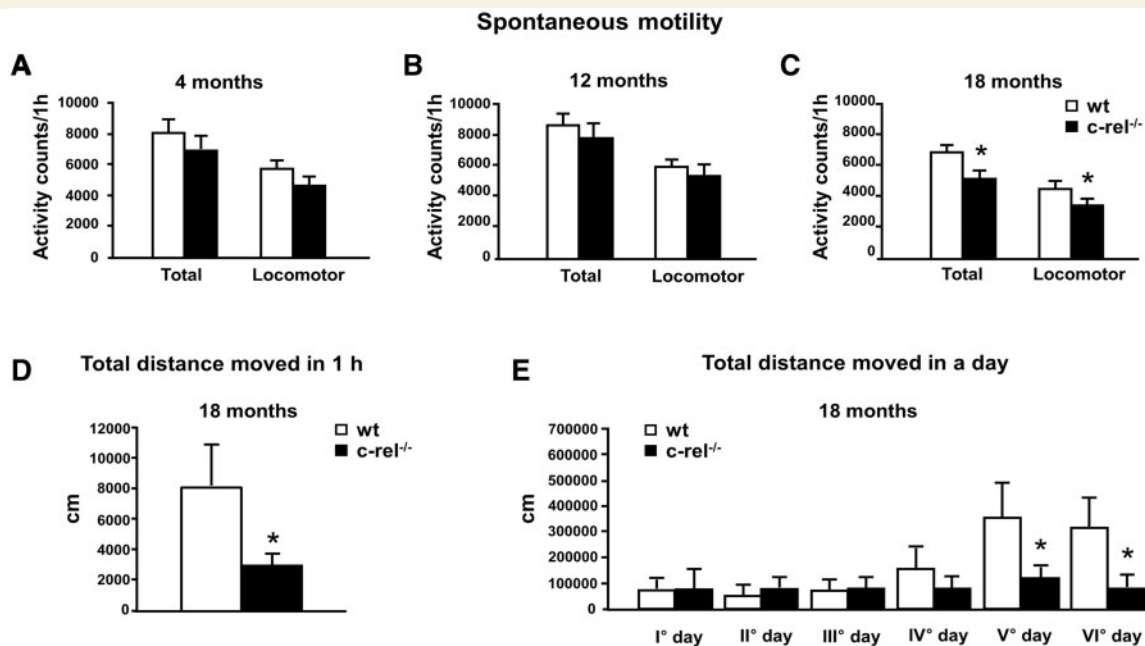 Spontaneous motility
A
4 months
Activity counts/1h
10000
8000
6000
4000
2000
0
Total Locomotor
B
12 months
Activity counts/1h
10000
8000
6000
4000
2000
0
Total Locomotor
C
18 months
Activity counts/1h
10000
8000
6000
4000
2000
0
wt
c-rel-/-
* *
Total Locomotor
D
Total distance moved in 1 h
18 months
cm
12000
10000
8000
6000
4000
2000
0
wt
c-rel-/-
*
E
Total distance moved in a day
18 months
cm
700000
600000
500000
400000
300000
200000
100000
0
wt
c-rel-/-
* *
I° day II° day III° day IV° day V° day VI° day